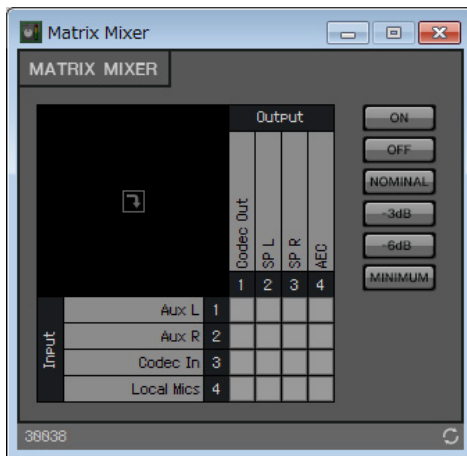 Matrix Mixer
MATRIX MIXER
Output
Codec Out
SP L
SP R
AEC
1 2 3 4
Input
Aux L 1
Aux R 2
Codec In 3
Local Mics 4
ON
OFF
NOMINAL
-3dB
-6dB
MINIMUM
30038